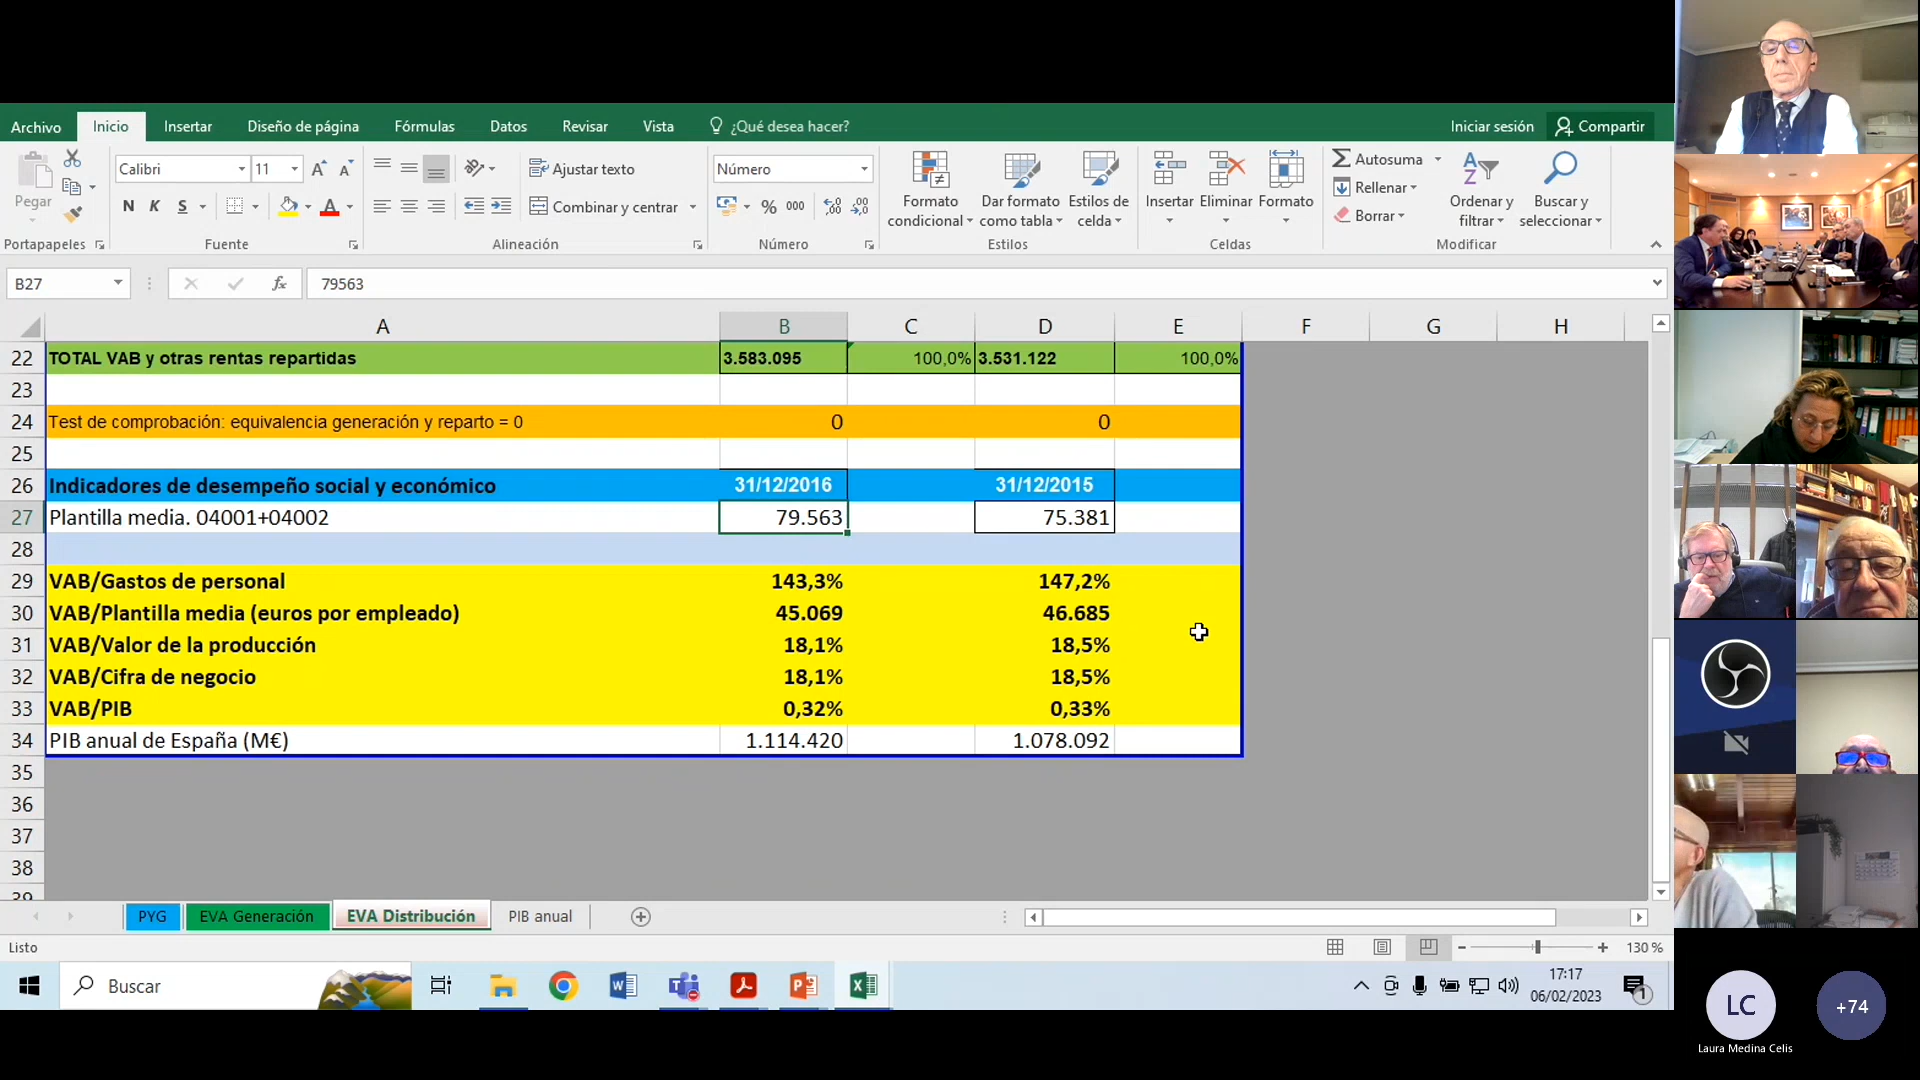 Archivo Inicio Insertar Diseño de página Fórmulas Datos Revisar Vista ¿Qué desea hacer? Iniciar sesión Compartir
Pegar
Portapapeles
Calibri 11
N K S
Fuente
Ajustar texto
Combinar y centrar
Alineación
Número
% 000
Número
Formato condicional
Dar formato como tabla
Estilos de celda
Estilos
Insertar Eliminar Formato
Celdas
Autosuma
Rellenar
Borrar
Ordenar y filtrar
Buscar y seleccionar
Modificar
B27 fx 79563
A B C D E F G H
22 TOTAL VAB y otras rentas repartidas 3.583.095 100,0% 3.531.122 100,0%
23
24 Test de comprobación: equivalencia generación y reparto = 0 0 0
25
26 Indicadores de desempeño social y económico 31/12/2016 31/12/2015
27 Plantilla media. 04001+04002 79.563 75.381
28
29 VAB/Gastos de personal 143,3% 147,2%
30 VAB/Plantilla media (euros por empleado) 45.069 46.685
31 VAB/Valor de la producción 18,1% 18,5%
32 VAB/Cifra de negocio 18,1% 18,5%
33 VAB/PIB 0,32% 0,33%
34 PIB anual de España (M€) 1.114.420 1.078.092
35
36
37
38
39
PYG EVA Generación EVA Distribución PIB anual
Listo 130 %
Buscar
17:17
06/02/2023
1
LC
Laura Medina Celis
+74